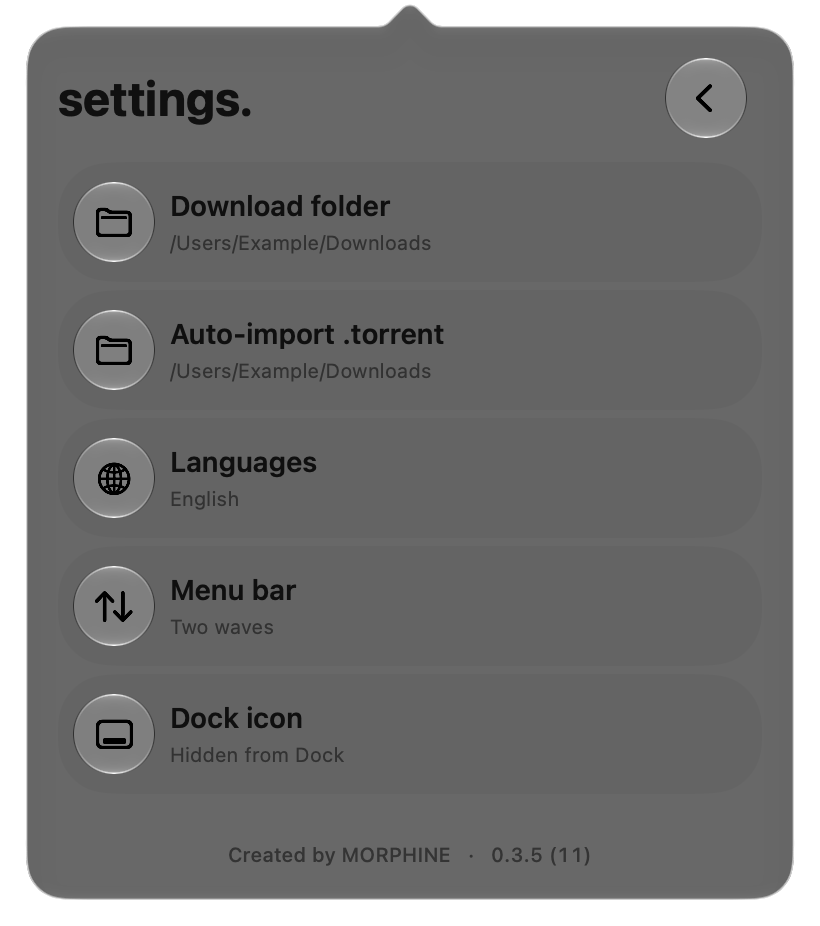 settings.
Download folder
/Users/Example/Downloads
Auto-import .torrent
/Users/Example/Downloads
Languages
English
Menu bar
Two waves
Dock icon
Hidden from Dock
Created by MORPHINE · 0.3.5 (11)